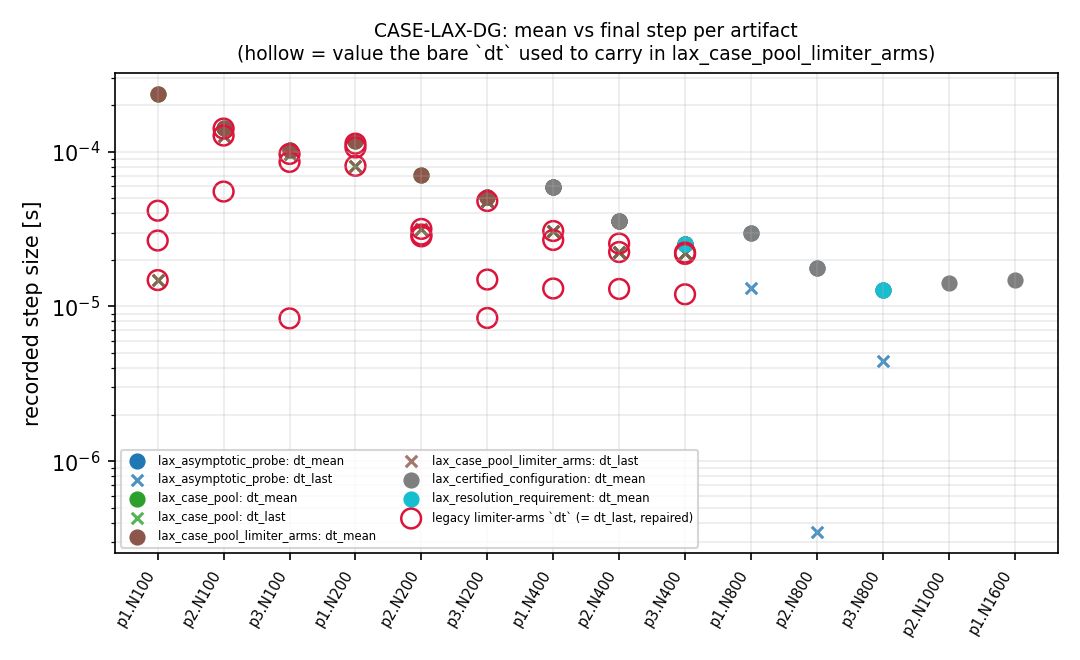 CASE-LAX-DG: mean vs final step per artifact
(hollow = value the bare `dt` used to carry in lax_case_pool_limiter_arms)
recorded step size [s]
10⁻⁴
10⁻⁵
10⁻⁶
lax_asymptotic_probe: dt_mean
lax_asymptotic_probe: dt_last
lax_case_pool: dt_mean
lax_case_pool: dt_last
lax_case_pool_limiter_arms: dt_mean
lax_case_pool_limiter_arms: dt_last
lax_certified_configuration: dt_mean
lax_resolution_requirement: dt_mean
legacy limiter-arms `dt` (= dt_last, repaired)
p1.N100
p2.N100
p3.N100
p1.N200
p2.N200
p3.N200
p1.N400
p2.N400
p3.N400
p1.N800
p2.N800
p3.N800
p2.N1000
p1.N1600